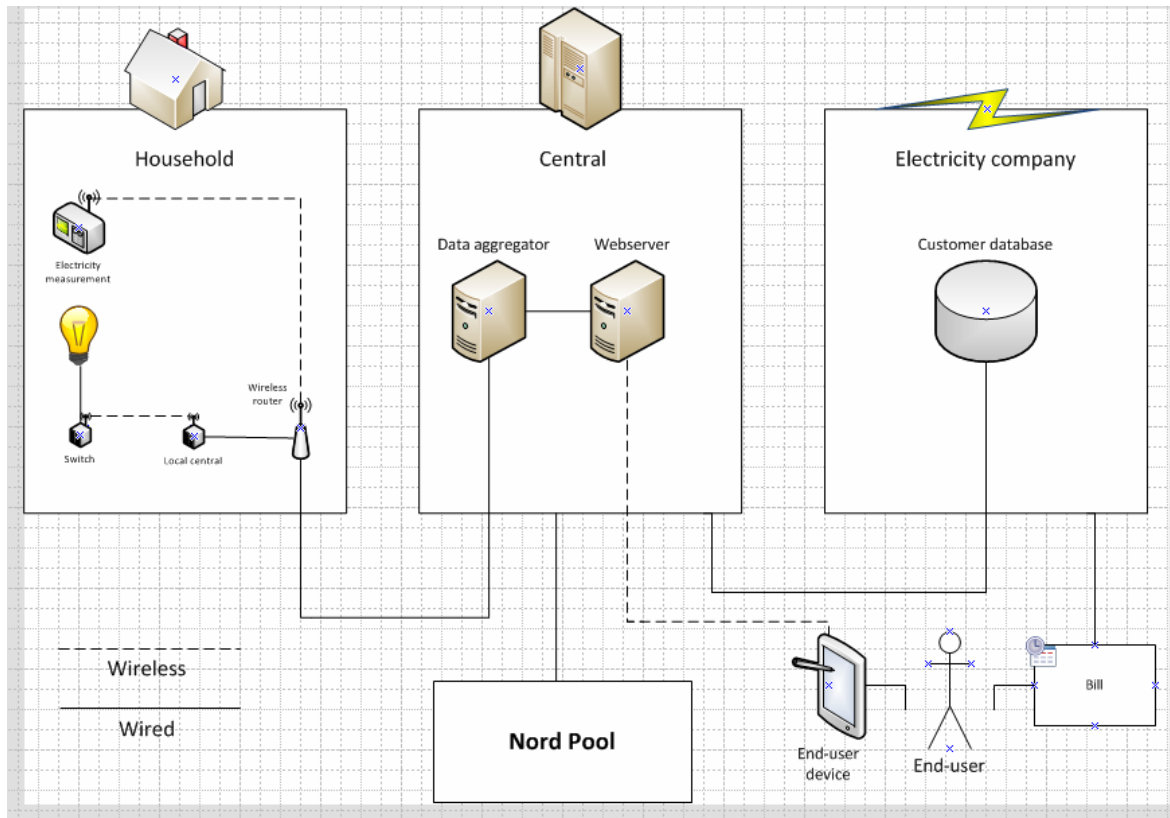 Household
Central
Electricity company
Electricity
measurement
Data aggregator
Webserver
Customer database
Wireless
router
Switch
Local central
Wireless
Wired
Nord Pool
End-user
device
End-user
Bill